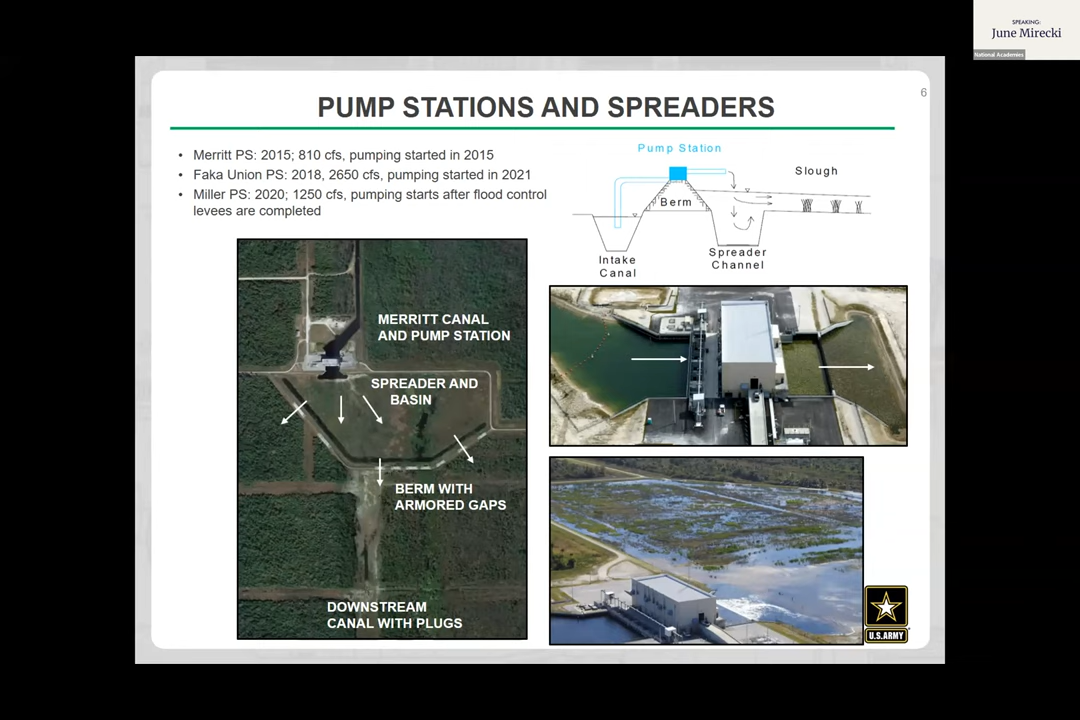 SPEAKING:
June Mirecki
National Academies
6
PUMP STATIONS AND SPREADERS
• Merritt PS: 2015; 810 cfs, pumping started in 2015
• Faka Union PS: 2018, 2650 cfs, pumping started in 2021
• Miller PS: 2020; 1250 cfs, pumping starts after flood control
levees are completed
Pump Station
Slough
Berm
Intake
Canal
Spreader
Channel
MERRITT CANAL
AND PUMP STATION
SPREADER AND
BASIN
BERM WITH
ARMORED GAPS
DOWNSTREAM
CANAL WITH PLUGS
U.S.ARMY